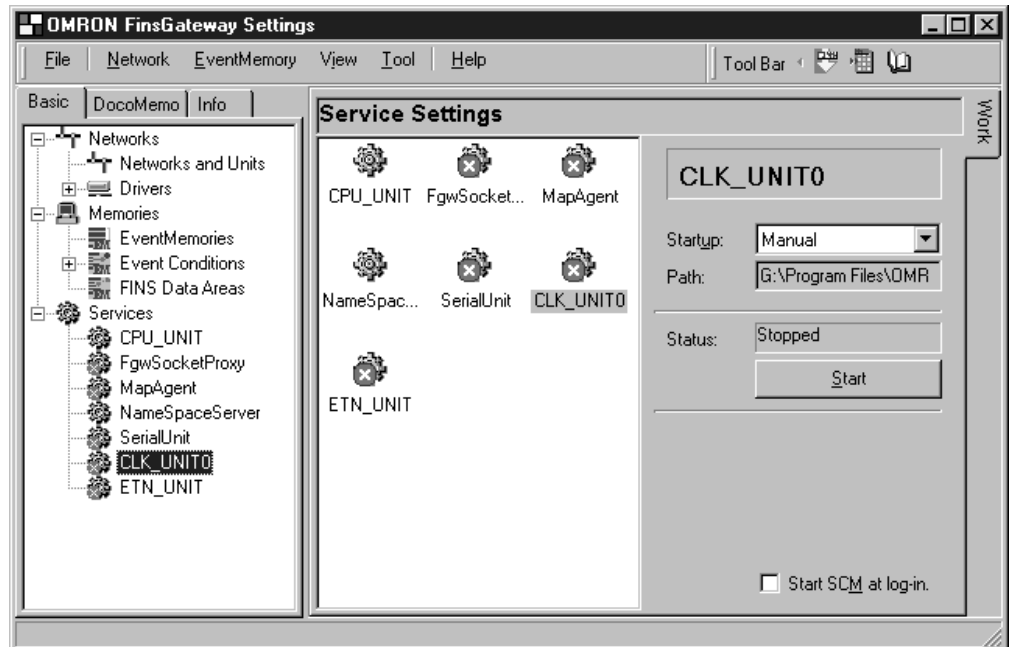 OMRON FinsGateway Settings
File Network EventMemory View Tool Help Tool Bar
Basic DocoMemo Info
Networks
Networks and Units
Drivers
Memories
EventMemories
Event Conditions
FINS Data Areas
Services
CPU_UNIT
FgwSocketProxy
MapAgent
NameSpaceServer
SerialUnit
CLK_UNIT0
ETN_UNIT
Service Settings
CPU_UNIT FgwSocket... MapAgent
NameSpac... SerialUnit CLK_UNIT0
ETN_UNIT
CLK_UNIT0
Startup: Manual
Path: G:\Program Files\OMR
Status: Stopped
Start
Start SCM at log-in.
Work